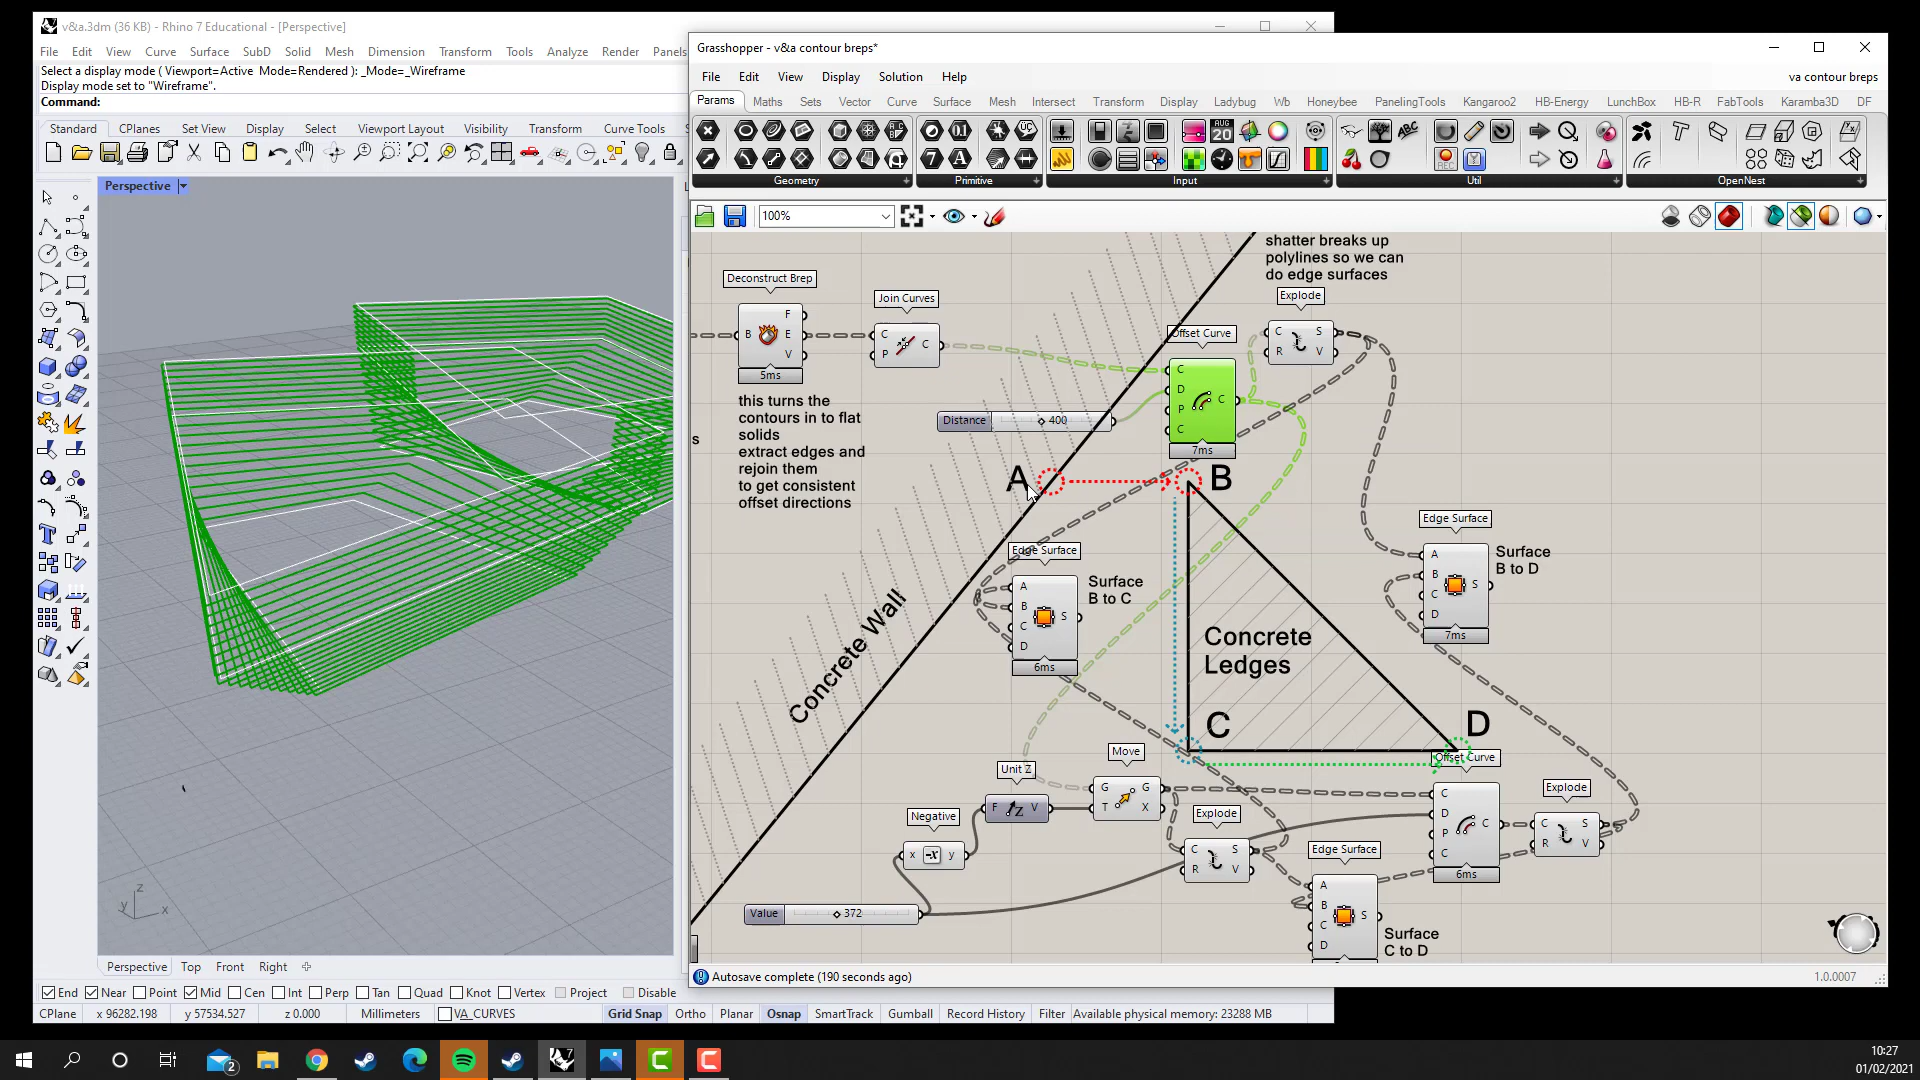 v&a.3dm (36 KB) - Rhino 7 Educational - [Perspective]
File Edit View Curve Surface SubD Solid Mesh Dimension Transform Tools Analyze Render Panels
Select a display mode ( Viewport=Active Mode=Rendered ): _Mode=_Wireframe
Display mode set to "Wireframe".
Command:
Standard CPlanes Set View Display Select Viewport Layout Visibility Transform Curve Tools
Perspective
Grasshopper - v&a contour breps*
File Edit View Display Solution Help
va contour breps
Params Maths Sets Vector Curve Surface Mesh Intersect Transform Display Ladybug Wb Honeybee PanelingTools Kangaroo2 HB-Energy LunchBox HB-R FabTools Karamba3D DF
Geometry Primitive Input Util OpenNest
100%
shatter breaks up
polylines so we can
do edge surfaces
Deconstruct Brep
B F E V
5ms
Join Curves
C P C
Explode
C R S V
Offset Curve
C D P C C
7ms
Distance 400
this turns the
contours in to flat
solids
extract edges and
rejoin them
to get consistent
offset directions
A
B
Edge Surface
A B C D S
6ms
Surface
B to C
Edge Surface
A B C D S
7ms
Surface
B to D
Concrete Wall
Concrete
Ledges
C
D
Offset Curve
C D P C C
6ms
Move
G T G X
Unit Z
F V
Negative
x -x y
Explode
C R S V
Explode
C R S V
Edge Surface
A B C D S
Surface
C to D
Value 372
z
y x
Perspective Top Front Right
Autosave complete (190 seconds ago)
1.0.0007
End Near Point Mid Cen Int Perp Tan Quad Knot Vertex Project Disable
CPlane x 96282.198 y 57534.527 z 0.000 Millimeters VA_CURVES Grid Snap Ortho Planar Osnap SmartTrack Gumball Record History Filter Available physical memory: 23288 MB
10:27
01/02/2021